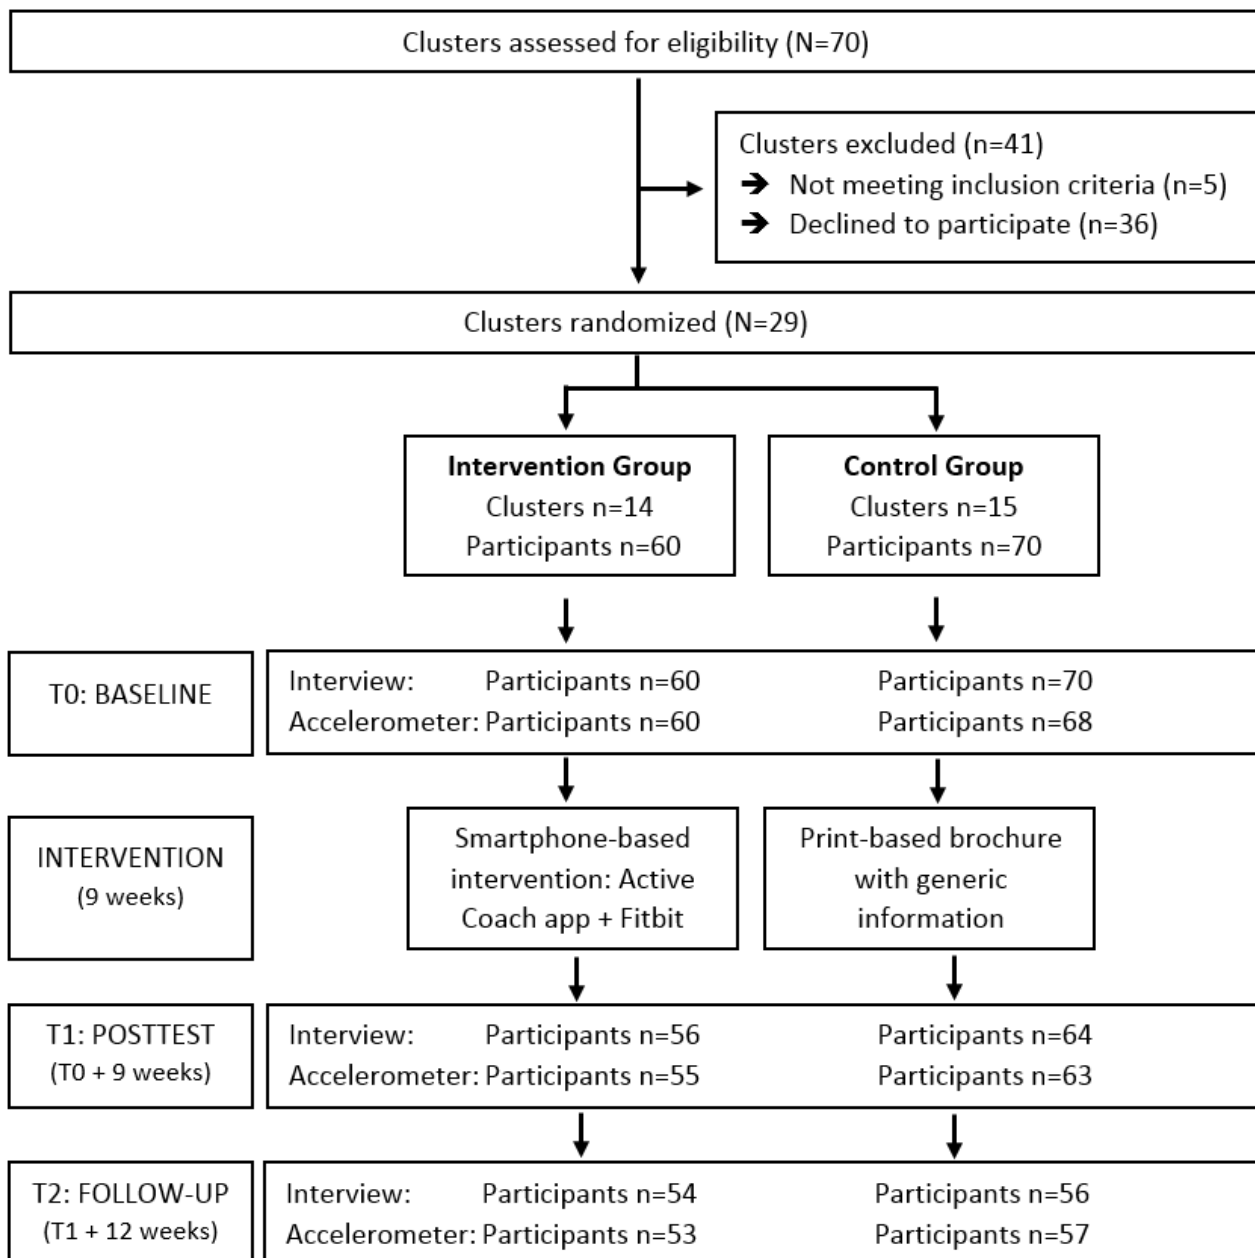 Clusters assessed for eligibility (N=70)
Clusters excluded (n=41)
➔ Not meeting inclusion criteria (n=5)
➔ Declined to participate (n=36)
Clusters randomized (N=29)
Intervention Group
Clusters n=14
Participants n=60
Control Group
Clusters n=15
Participants n=70
T0: BASELINE
Interview: Participants n=60 Participants n=70
Accelerometer: Participants n=60 Participants n=68
INTERVENTION
(9 weeks)
Smartphone-based
intervention: Active
Coach app + Fitbit
Print-based brochure
with generic
information
T1: POSTTEST
(T0 + 9 weeks)
Interview: Participants n=56 Participants n=64
Accelerometer: Participants n=55 Participants n=63
T2: FOLLOW-UP
(T1 + 12 weeks)
Interview: Participants n=54 Participants n=56
Accelerometer: Participants n=53 Participants n=57